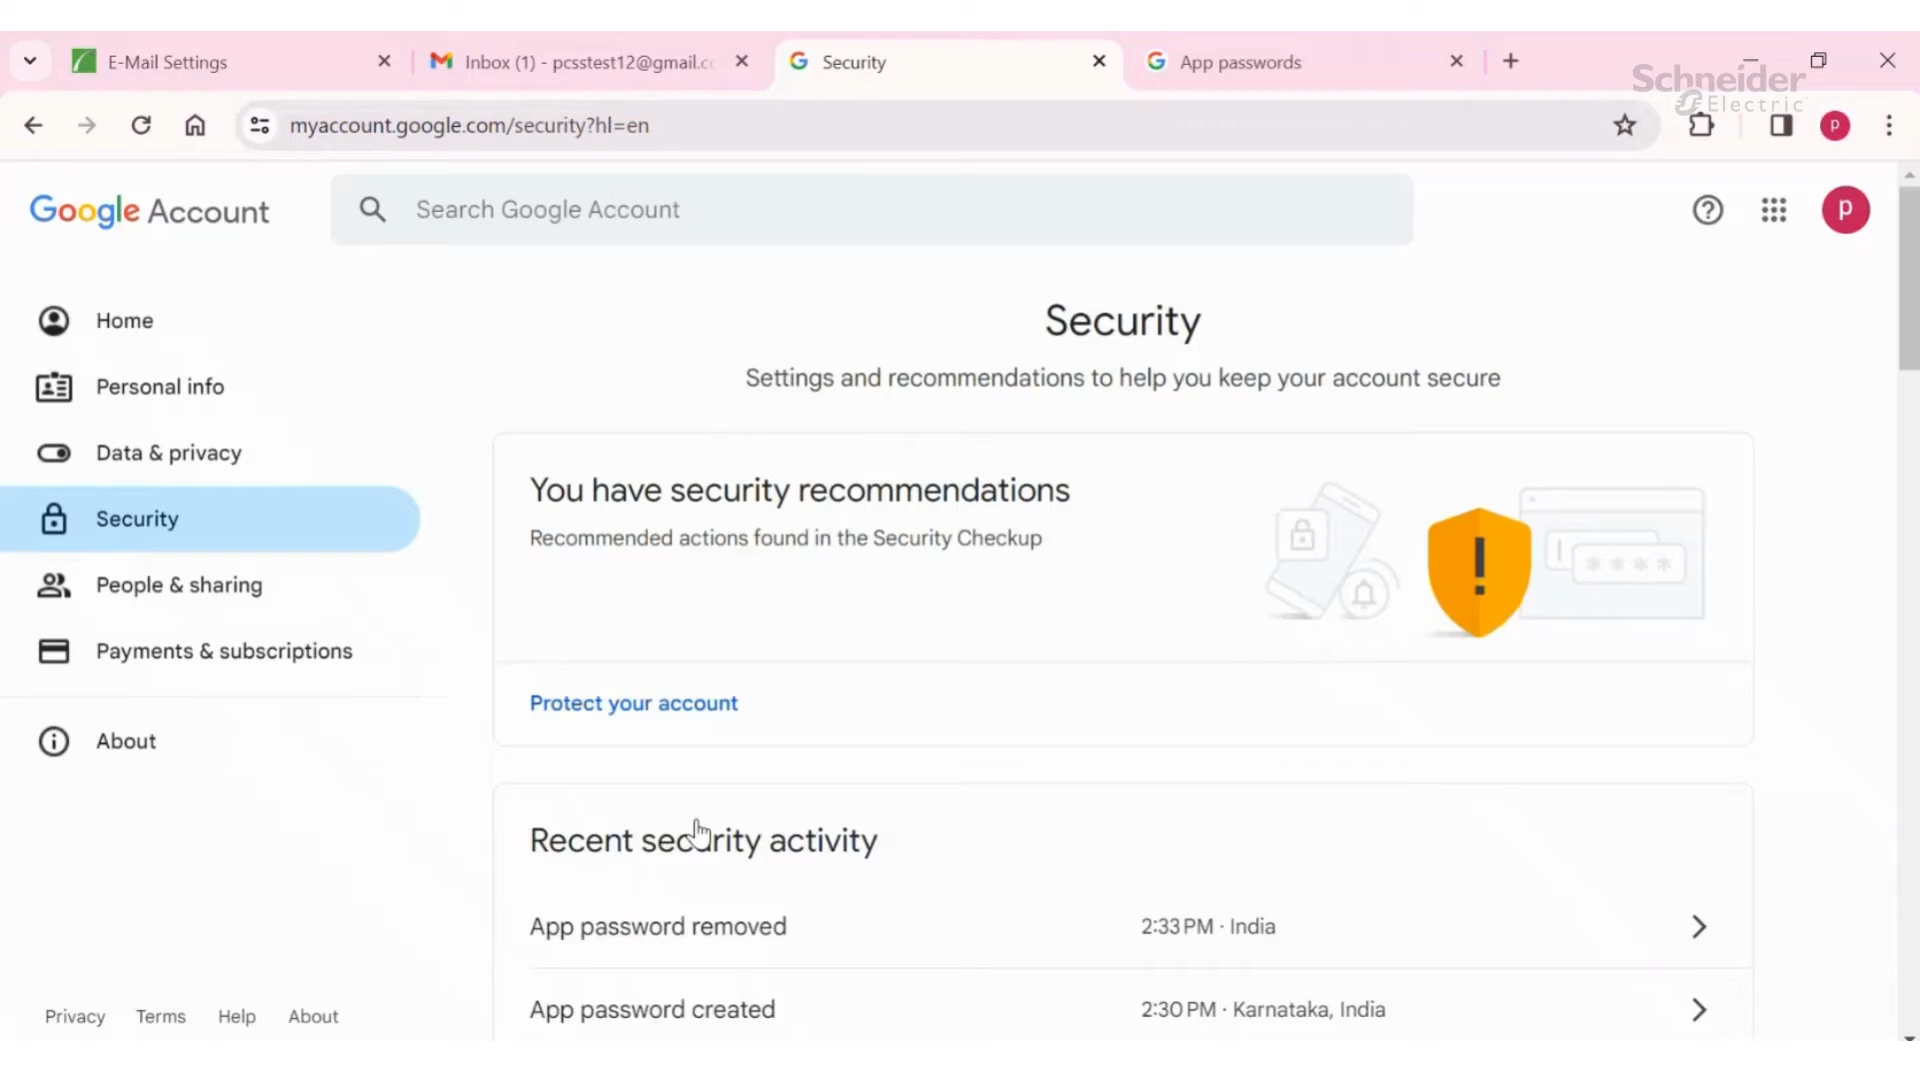 E-Mail Settings
Inbox (1) - pcsstest12@gmail.cc
Security
App passwords
Schneider
Electric
myaccount.google.com/security?hl=en
P
Google Account
Search Google Account
p
Home
Personal info
Data & privacy
Security
People & sharing
Payments & subscriptions
About
Security
Settings and recommendations to help you keep your account secure
You have security recommendations
Recommended actions found in the Security Checkup
Protect your account
Recent security activity
App password removed
2:33 PM · India
App password created
2:30 PM · Karnataka, India
Privacy
Terms
Help
About